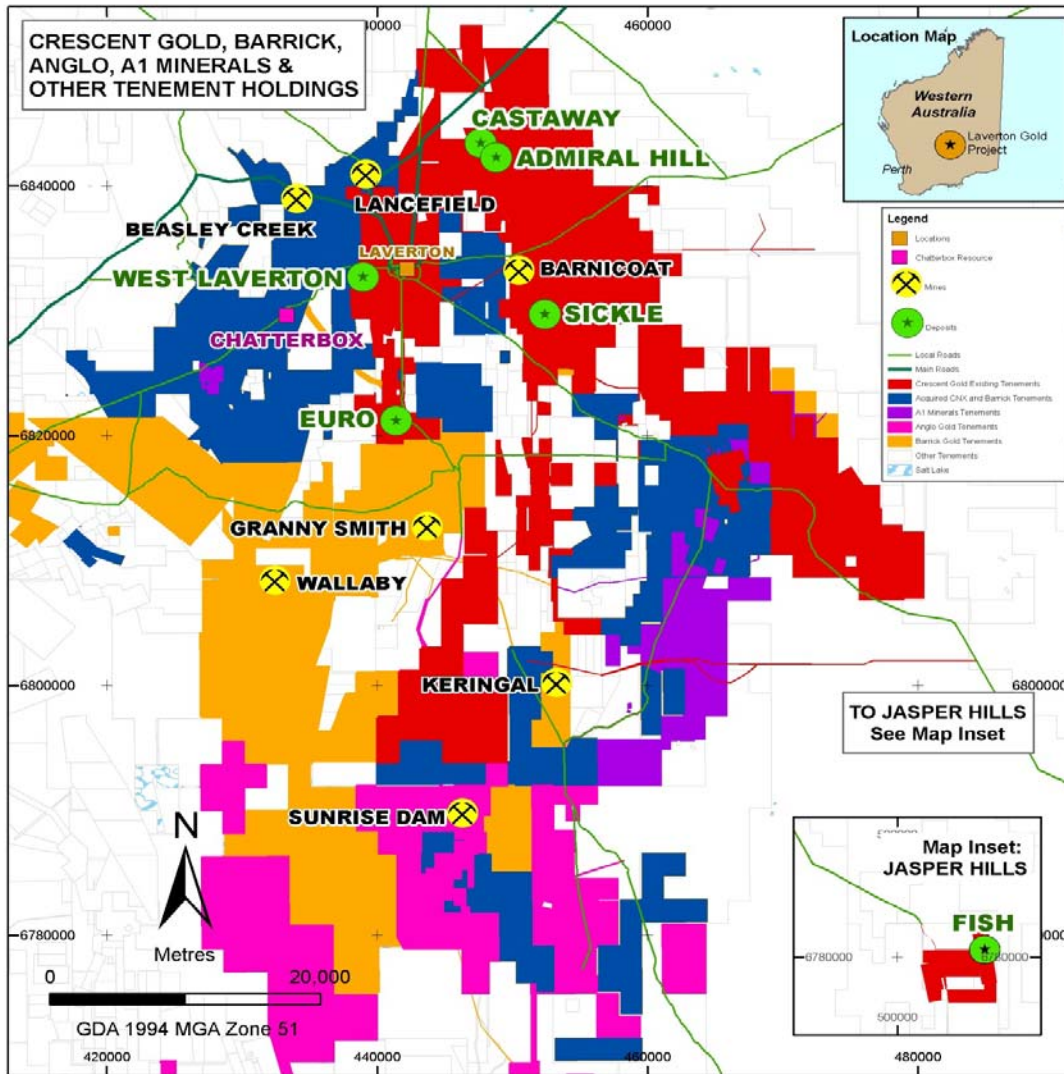 CRESCENT GOLD, BARRICK,
ANGLO, A1 MINERALS &
OTHER TENEMENT HOLDINGS
460000
Location Map
Western
Australia
Laverton Gold
Project
Perth
CASTAWAY
ADMIRAL HILL
6840000
LANCEFIELD
BEASLEY CREEK
LAVERTON
WEST LAVERTON
BARNICOAT
SICKLE
CHATTERBOX
Legend
Locations
Chatterbox Resource
Mines
Deposits
Local Roads
Main Roads
Crescent Gold Existing Tenements
Acquired CNX and Barrick Tenements
A1 Minerals Tenements
Anglo Gold Tenements
Barrick Gold Tenements
Other Tenements
Salt Lake
EURO
6820000
GRANNY SMITH
WALLABY
6800000
KERINGAL
6800000
TO JASPER HILLS
See Map Inset
SUNRISE DAM
N
Metres
0
20,000
GDA 1994 MGA Zone 51
6780000
Map Inset:
JASPER HILLS
FISH
6780000
6780000
500000
420000
440000
460000
480000